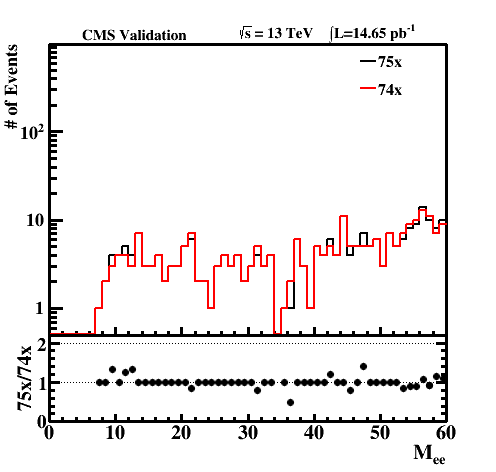 CMS Validation √s = 13 TeV ∫L=14.65 pb⁻¹
# of Events
75x
74x
10²
10
1
75x/74x
2
1
0
0 10 20 30 40 50 60
M_ee